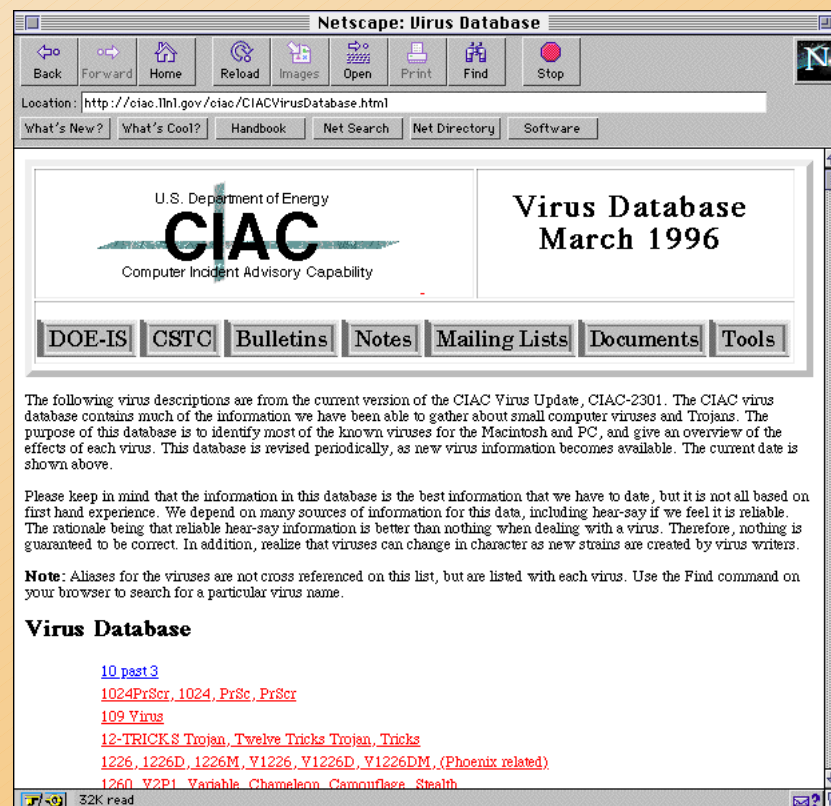 Netscape: Virus Database
Back Forward Home Reload Images Open Print Find Stop
N
Location: http://ciac.llnl.gov/ciac/CIACVirusDatabase.html
What's New? What's Cool? Handbook Net Search Net Directory Software
U.S. Department of Energy
CIAC
Computer Incident Advisory Capability
Virus Database
March 1996
DOE-IS CSTC Bulletins Notes Mailing Lists Documents Tools
The following virus descriptions are from the current version of the CIAC Virus Update, CIAC-2301. The CIAC virus
database contains much of the information we have been able to gather about small computer viruses and Trojans. The
purpose of this database is to identify most of the known viruses for the Macintosh and PC, and give an overview of the
effects of each virus. This database is revised periodically, as new virus information becomes available. The current date is
shown above.
Please keep in mind that the information in this database is the best information that we have to date, but it is not all based on
first hand experience. We depend on many sources of information for this data, including hear-say if we feel it is reliable.
The rationale being that reliable hear-say information is better than nothing when dealing with a virus. Therefore, nothing is
guaranteed to be correct. In addition, realize that viruses can change in character as new strains are created by virus writers.
Note: Aliases for the viruses are not cross referenced on this list, but are listed with each virus. Use the Find command on
your browser to search for a particular virus name.
Virus Database
10 past 3
1024PrScr, 1024, PrSc, PrScr
109 Virus
12-TRICKS Trojan, Twelve Tricks Trojan, Tricks
1226, 1226D, 1226M, V1226, V1226D, V1226DM, (Phoenix related)
1260, V2P1, Variable, Chameleon, Camouflage, Stealth
32K read